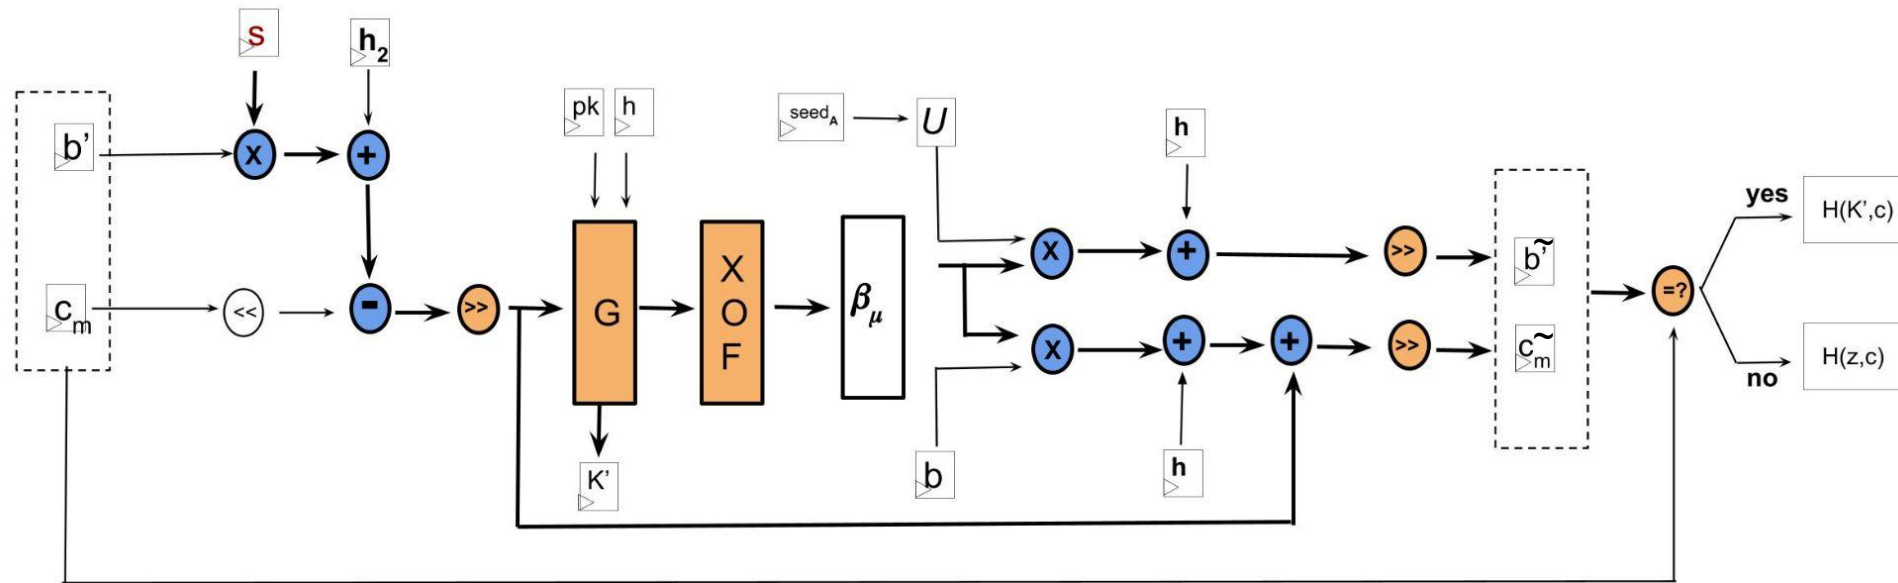 s
h2
b'
x
+
cm
<<
-
>>
pk
h
G
K'
X
O
F
βμ
seedA
U
b
x
x
h
+
+
h
+
>>
>>
b̃'
c̃m
=?
yes
H(K',c)
no
H(z,c)